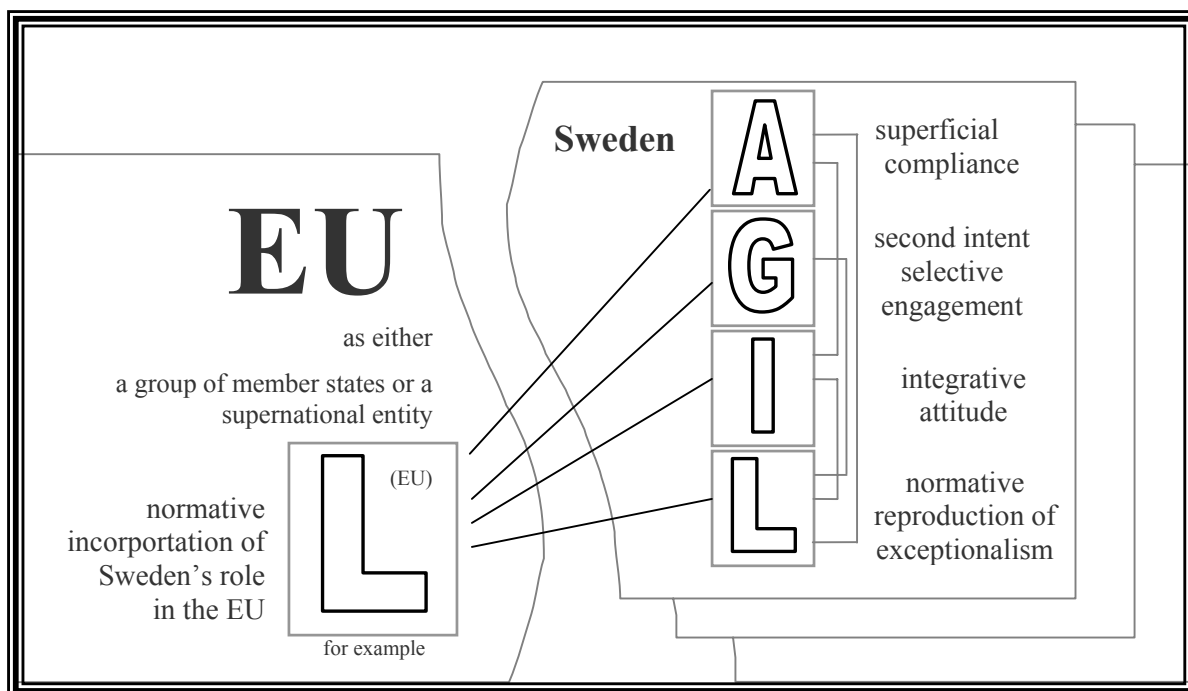 EU
as either
a group of member states or a
supernational entity
(EU)
L
normative
incorportation of
Sweden's role
in the EU
for example
Sweden
A
superficial
compliance
G
second intent
selective
engagement
I
integrative
attitude
L
normative
reproduction of
exceptionalism